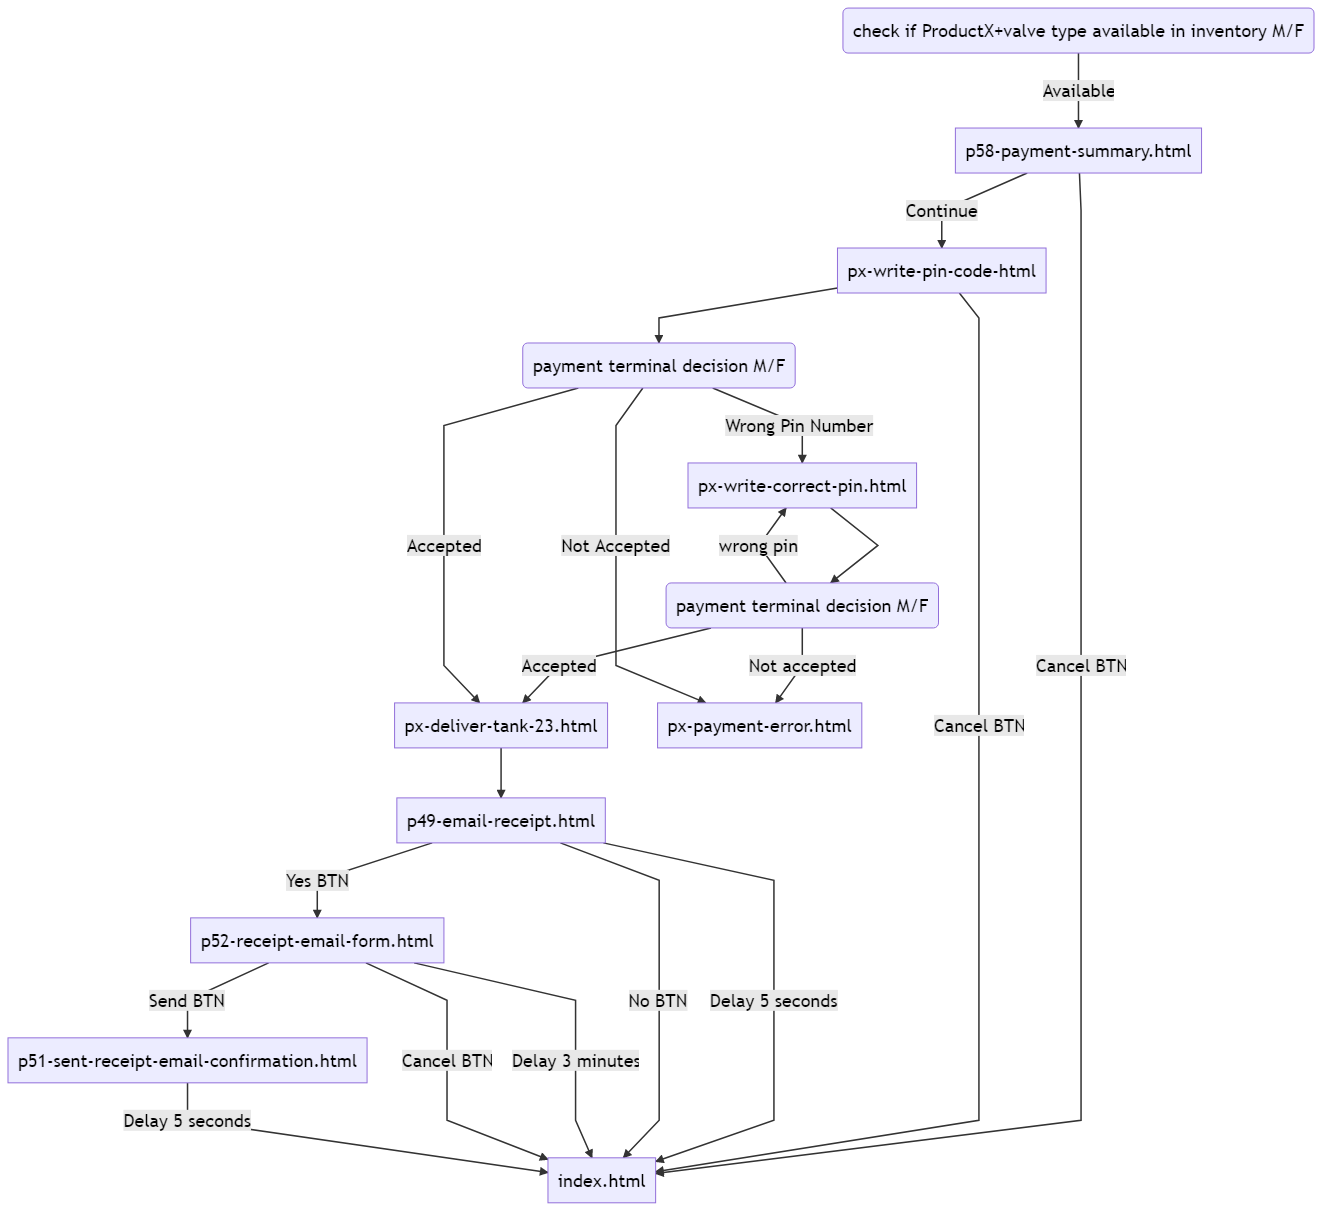 check if ProductX+valve type available in inventory M/F
Available
p58-payment-summary.html
Continue
px-write-pin-code-html
payment terminal decision M/F
Wrong Pin Number
px-write-correct-pin.html
Accepted
Not Accepted
wrong pin
payment terminal decision M/F
Accepted
Not accepted
Cancel BTN
px-deliver-tank-23.html
px-payment-error.html
Cancel BTN
p49-email-receipt.html
Yes BTN
p52-receipt-email-form.html
Send BTN
No BTN
Delay 5 seconds
p51-sent-receipt-email-confirmation.html
Cancel BTN
Delay 3 minutes
Delay 5 seconds
index.html